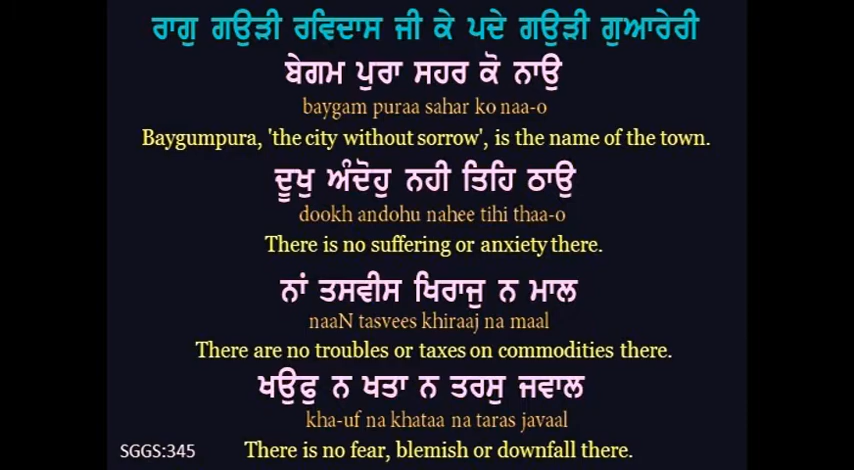 ਰਾਗੁ ਗਉੜੀ ਰਵਿਦਾਸ ਜੀ ਕੇ ਪਦੇ ਗਉੜੀ ਗੁਆਰੇਰੀ
ਬੇਗਮ ਪੁਰਾ ਸਹਰ ਕੋ ਨਾਉ
baygam puraa sahar ko naa-o
Baygumpura, 'the city without sorrow', is the name of the town.
ਦੂਖੁ ਅੰਦੋਹੁ ਨਹੀ ਤਿਹਿ ਠਾਉ
dookh andohu nahee tihi thaa-o
There is no suffering or anxiety there.
ਨਾਂ ਤਸਵੀਸ ਖਿਰਾਜੁ ਨ ਮਾਲ
naaN tasvees khiraaj na maal
There are no troubles or taxes on commodities there.
ਖਉਫੁ ਨ ਖਤਾ ਨ ਤਰਸੁ ਜਵਾਲ
kha-uf na khataa na taras javaal
SGGS:345 There is no fear, blemish or downfall there.